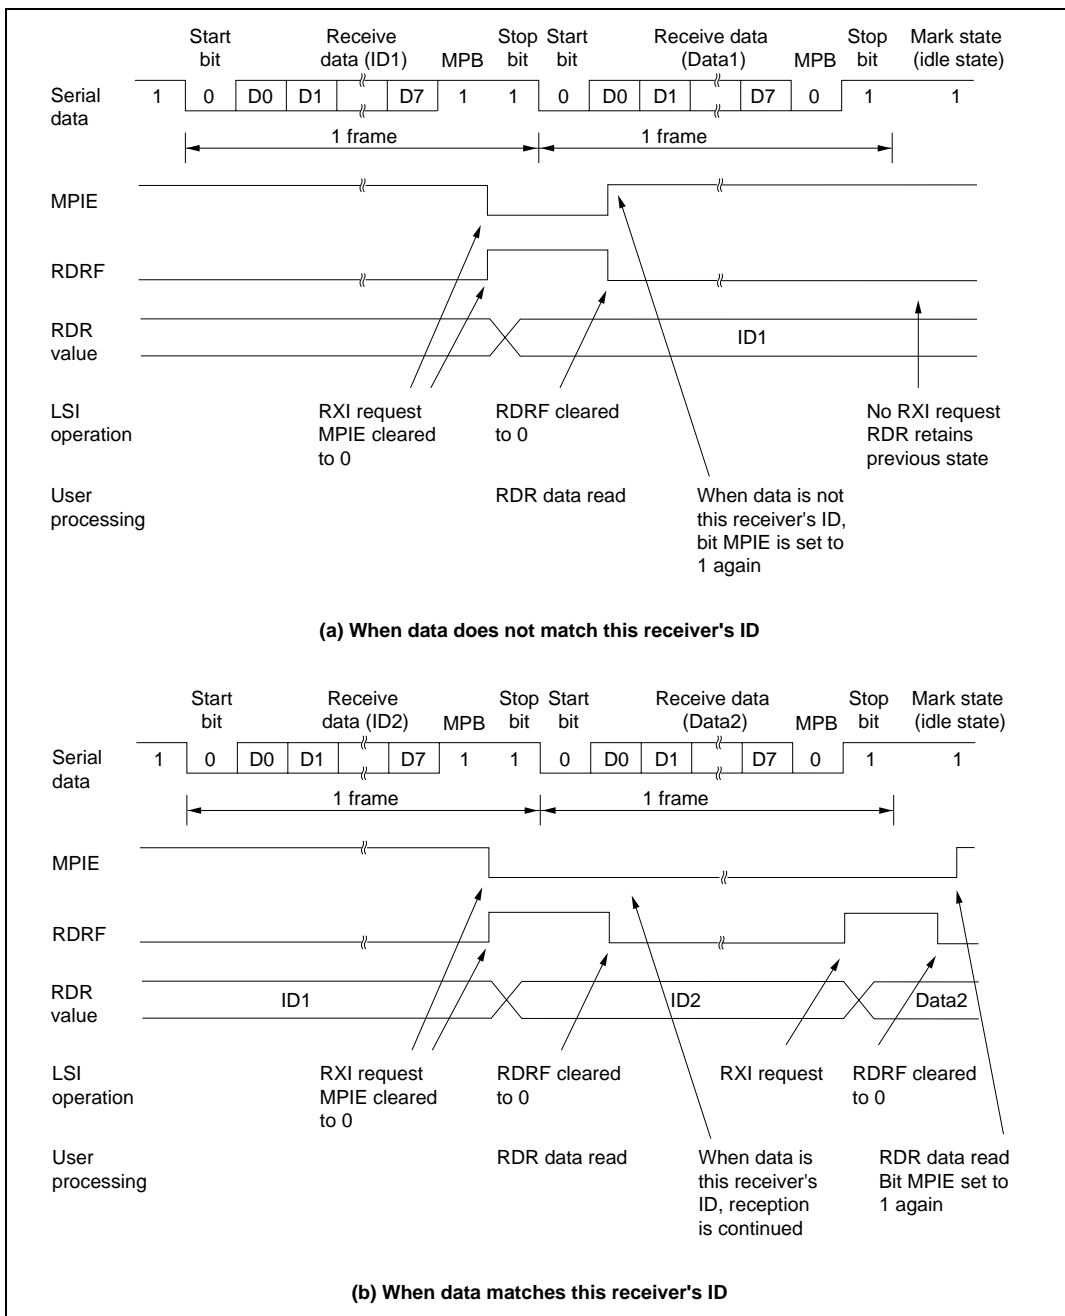 Start bit
Receive data (ID1)
MPB
Stop bit
Start bit
Receive data (Data1)
MPB
Stop bit
Mark state (idle state)
Serial data
1 0 D0 D1 D7 1 1 0 D0 D1 D7 0 1 1
1 frame
1 frame
MPIE
RDRF
RDR value
ID1
LSI operation
RXI request
MPIE cleared
to 0
RDRF cleared
to 0
No RXI request
RDR retains
previous state
User processing
RDR data read
When data is not
this receiver's ID,
bit MPIE is set to
1 again
(a) When data does not match this receiver's ID
Start bit
Receive data (ID2)
MPB
Stop bit
Start bit
Receive data (Data2)
MPB
Stop bit
Mark state (idle state)
Serial data
1 0 D0 D1 D7 1 1 0 D0 D1 D7 0 1 1
1 frame
1 frame
MPIE
RDRF
RDR value
ID1
ID2
Data2
LSI operation
RXI request
MPIE cleared
to 0
RDRF cleared
to 0
RXI request
RDRF cleared
to 0
User processing
RDR data read
When data is
this receiver's
ID, reception
is continued
RDR data read
Bit MPIE set to
1 again
(b) When data matches this receiver's ID